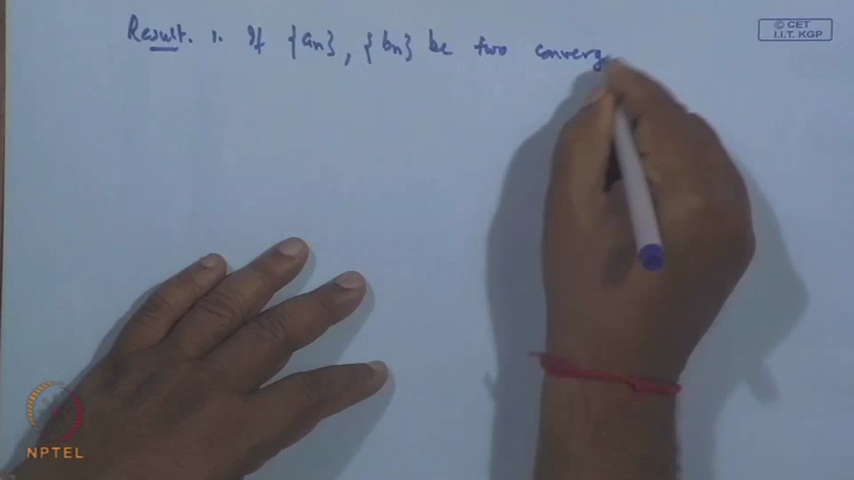 Result. 1. If {an}, {bn} be two converg
© CET
I.I.T. KGP
NPTEL